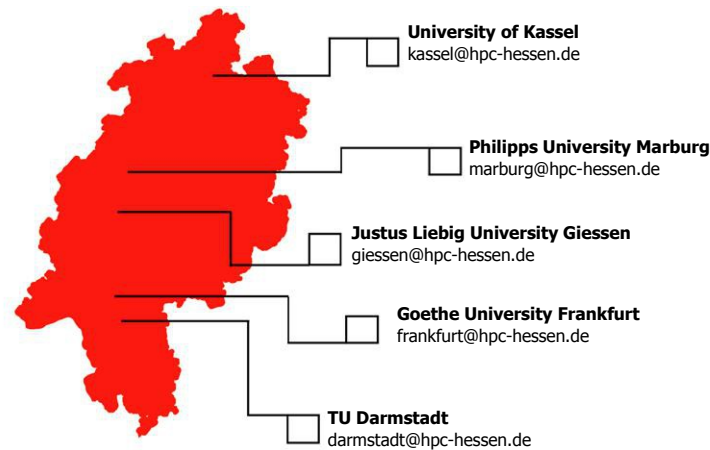 University of Kassel
kassel@hpc-hessen.de
Philipps University Marburg
marburg@hpc-hessen.de
Justus Liebig University Giessen
giessen@hpc-hessen.de
Goethe University Frankfurt
frankfurt@hpc-hessen.de
TU Darmstadt
darmstadt@hpc-hessen.de